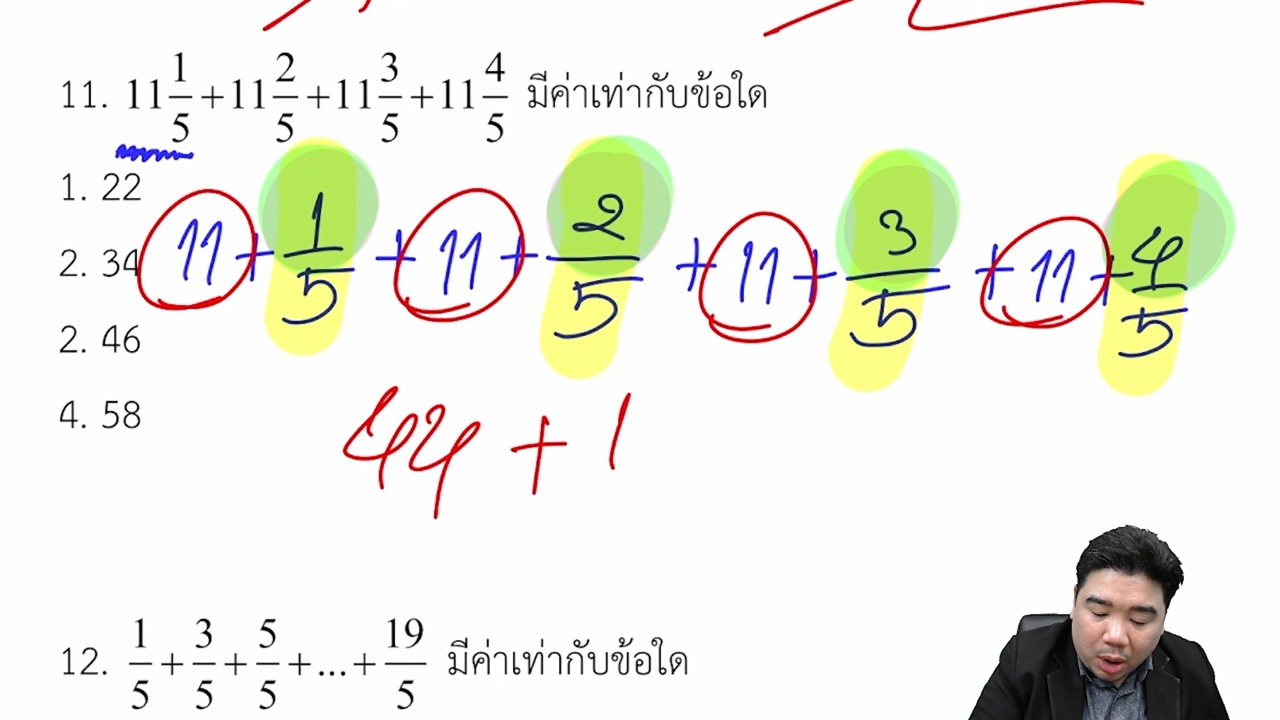 11. 11 1/5 + 11 2/5 + 11 3/5 + 11 4/5 มีค่าเท่ากับข้อใด
1. 22
11 + 1/5 + 11 + 2/5 + 11 + 3/5 + 11 + 4/5
2. 34
2. 46
4. 58
44 + 1
12. 1/5 + 3/5 + 5/5 + ... + 19/5 มีค่าเท่ากับข้อใด